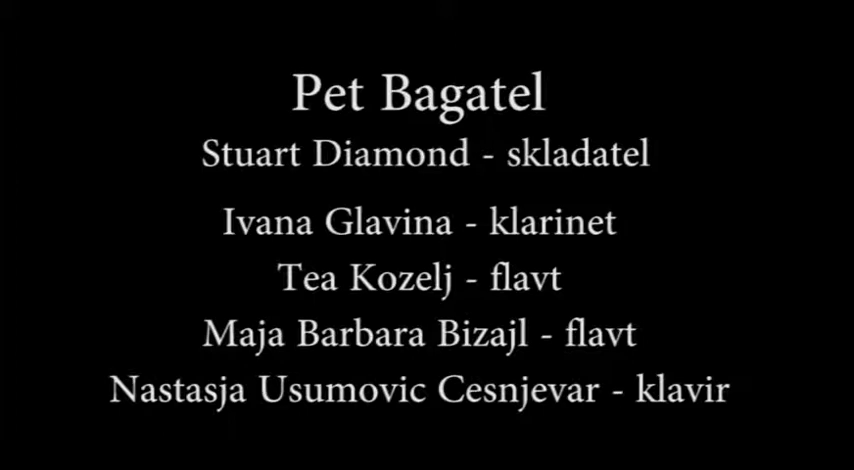 Pet Bagatel
Stuart Diamond - skladatel
Ivana Glavina - klarinet
Tea Kozelj - flavt
Maja Barbara Bizajl - flavt
Nastasja Usumovic Cesnjevar - klavir